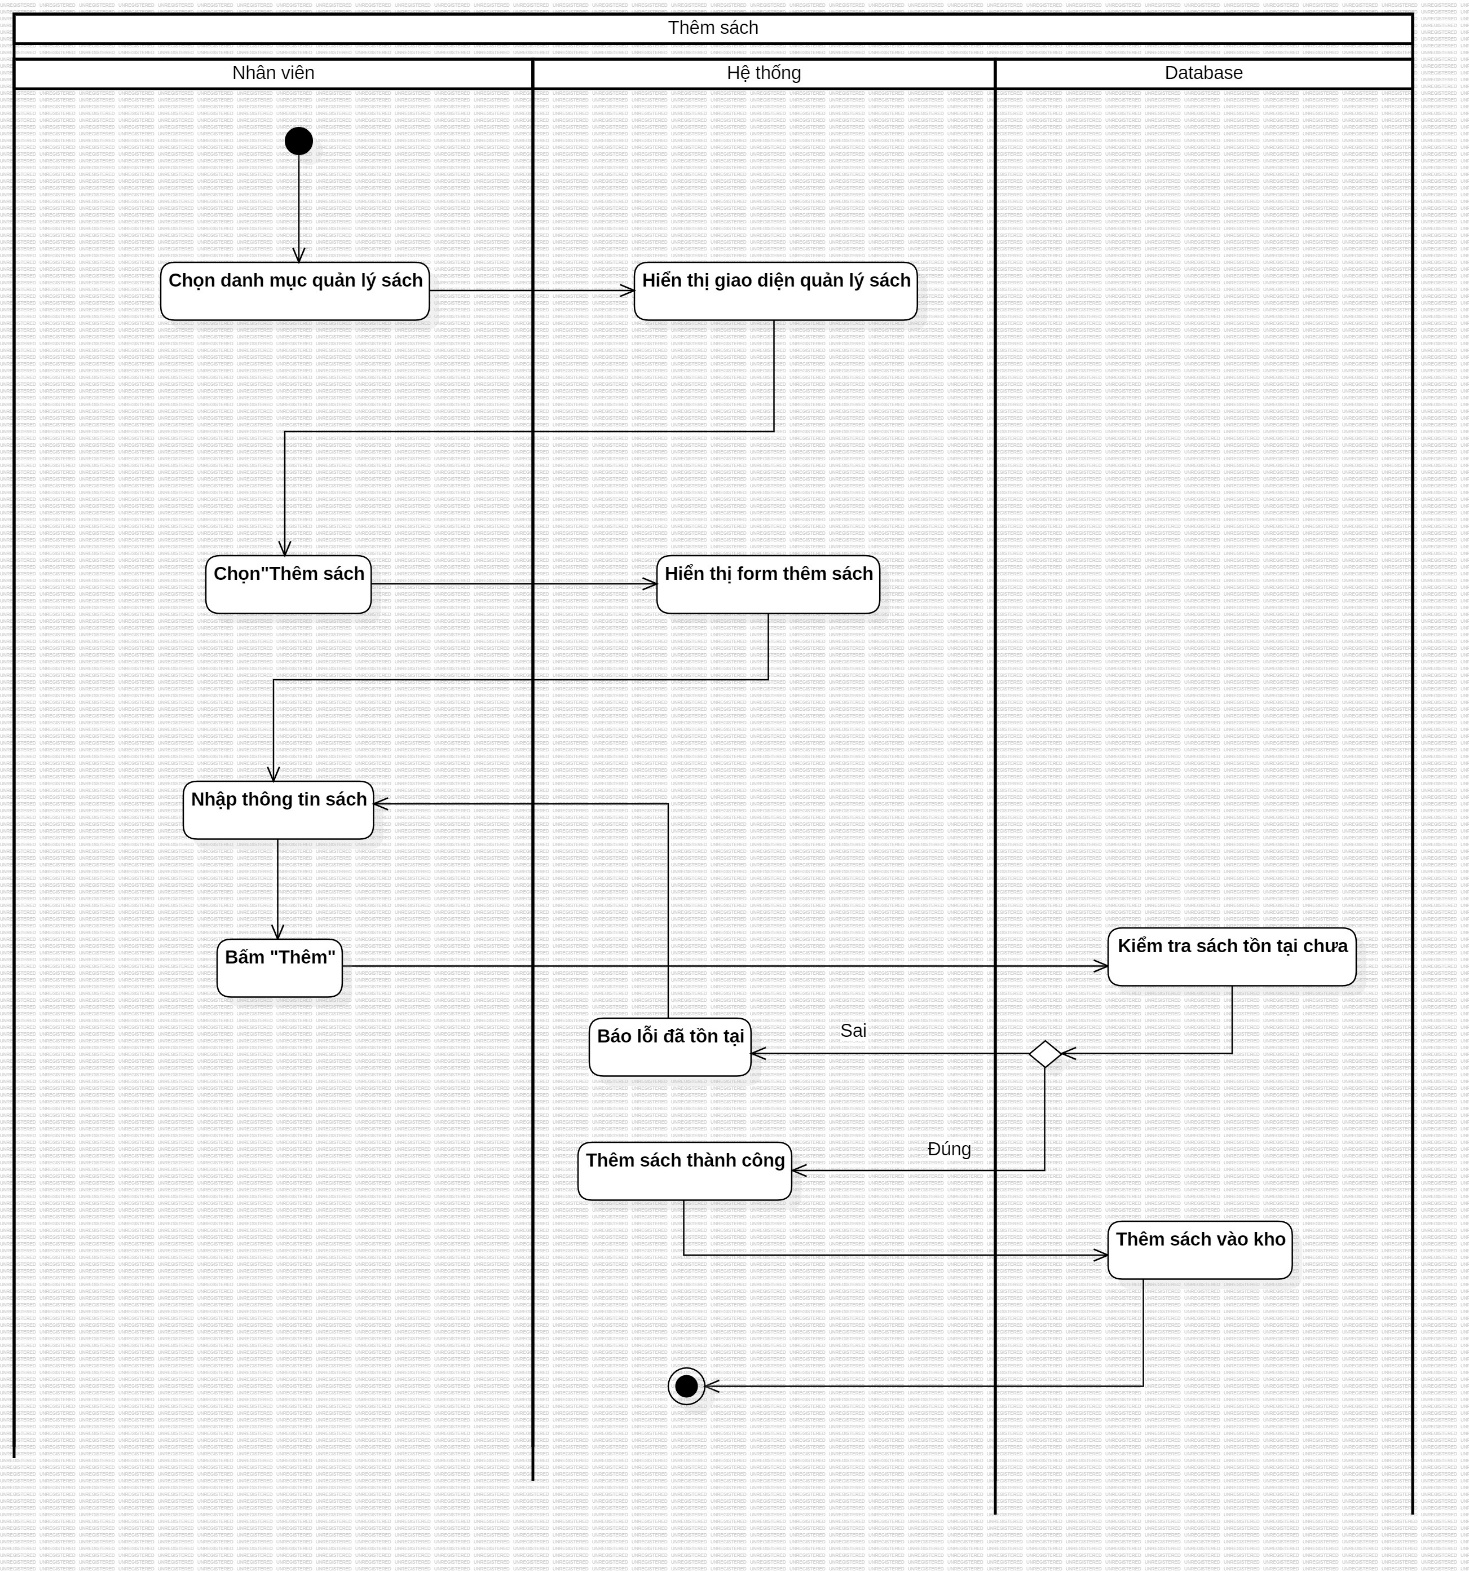 Thêm sách
Nhân viên
Hệ thống
Database
Chọn danh mục quản lý sách
Hiển thị giao diện quản lý sách
Chọn"Thêm sách
Hiển thị form thêm sách
Nhập thông tin sách
Bấm "Thêm"
Kiểm tra sách tồn tại chưa
Báo lỗi đã tồn tại
Sai
Thêm sách thành công
Đúng
Thêm sách vào kho